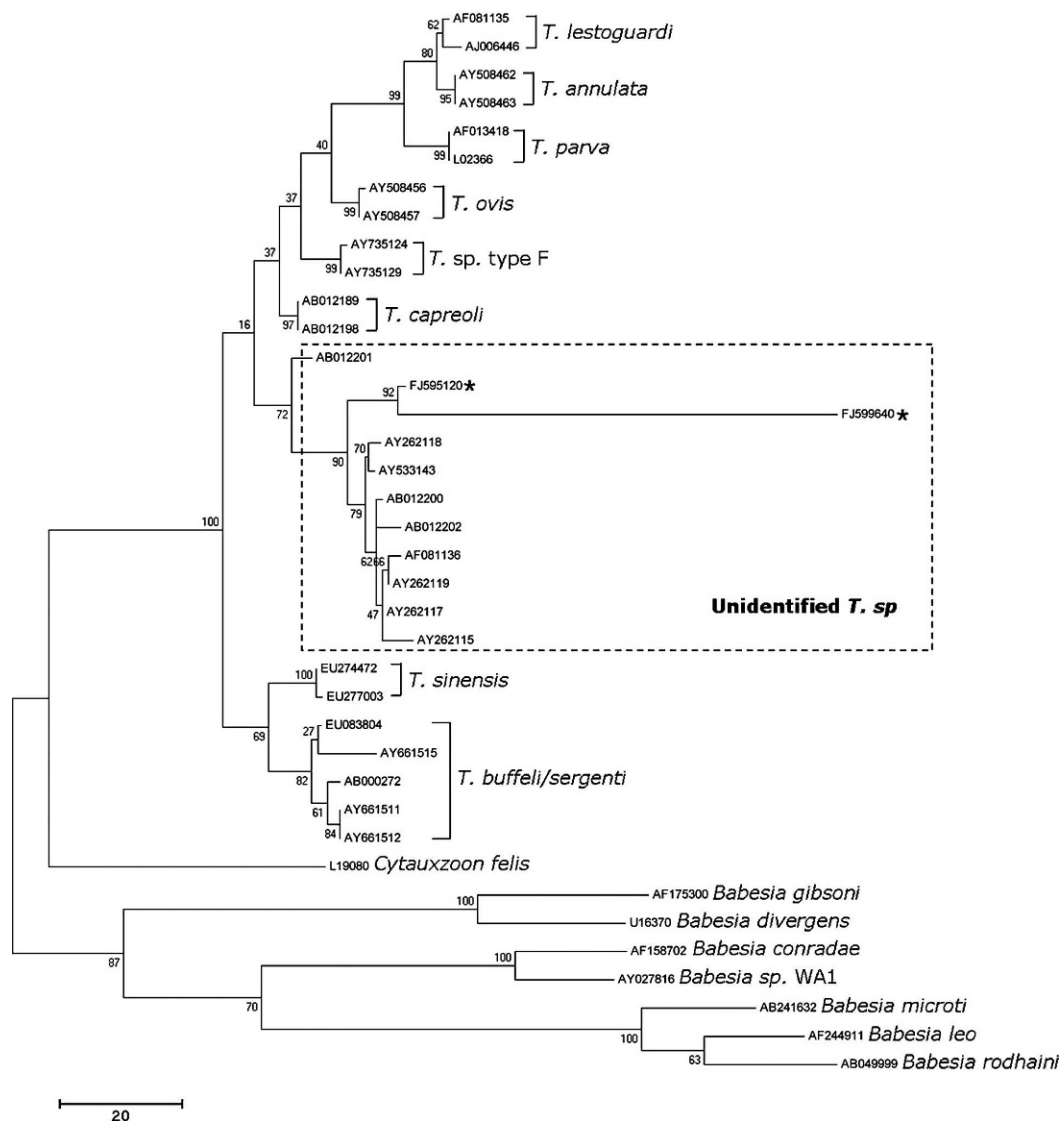 62 AF081135
T. lestoguardi
AJ006446
80
AY508462
T. annulata
99
95 AY508463
AF013418
T. parva
99 L02366
40
AY508456
T. ovis
99 AY508457
37
AY735124
T. sp. type F
99 AY735129
37
AB012189
T. capreoli
97 AB012198
16
AB012201
92 FJ595120*
72
FJ599640*
70 AY262118
90
AY533143
AB012200
79
AB012202
100
6266 AF081136
AY262119
Unidentified T. sp
47 AY262117
AY262115
100 EU274472
T. sinensis
EU277003
69
27 EU083804
AY661515
82
T. buffeli/sergenti
AB000272
61 AY661511
84 AY661512
L19080 Cytauxzoon felis
AF175300 Babesia gibsoni
100
U16370 Babesia divergens
87
AF158702 Babesia conradae
100
AY027816 Babesia sp. WA1
70
AB241632 Babesia microti
100
AF244911 Babesia leo
63
AB049999 Babesia rodhaini
20